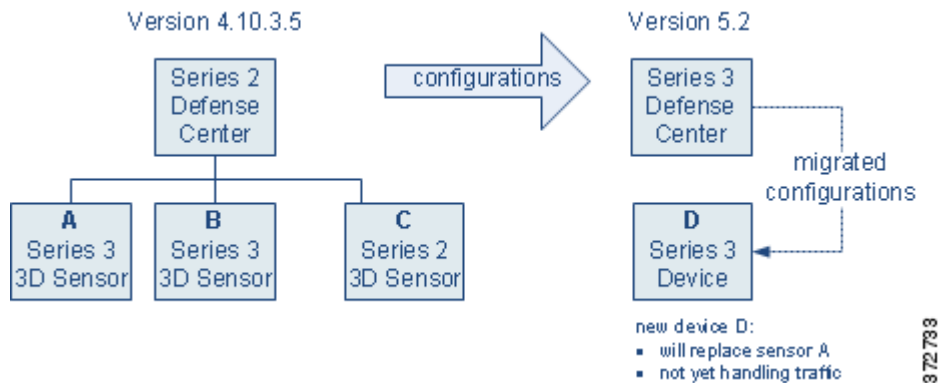 Version 4.10.3.5
Version 5.2
Series 2
Defense
Center
configurations
Series 3
Defense
Center
migrated
configurations
A
Series 3
3D Sensor
B
Series 3
3D Sensor
C
Series 2
3D Sensor
D
Series 3
Device
new device D:
▪ will replace sensor A
▪ not yet handling traffic
372733